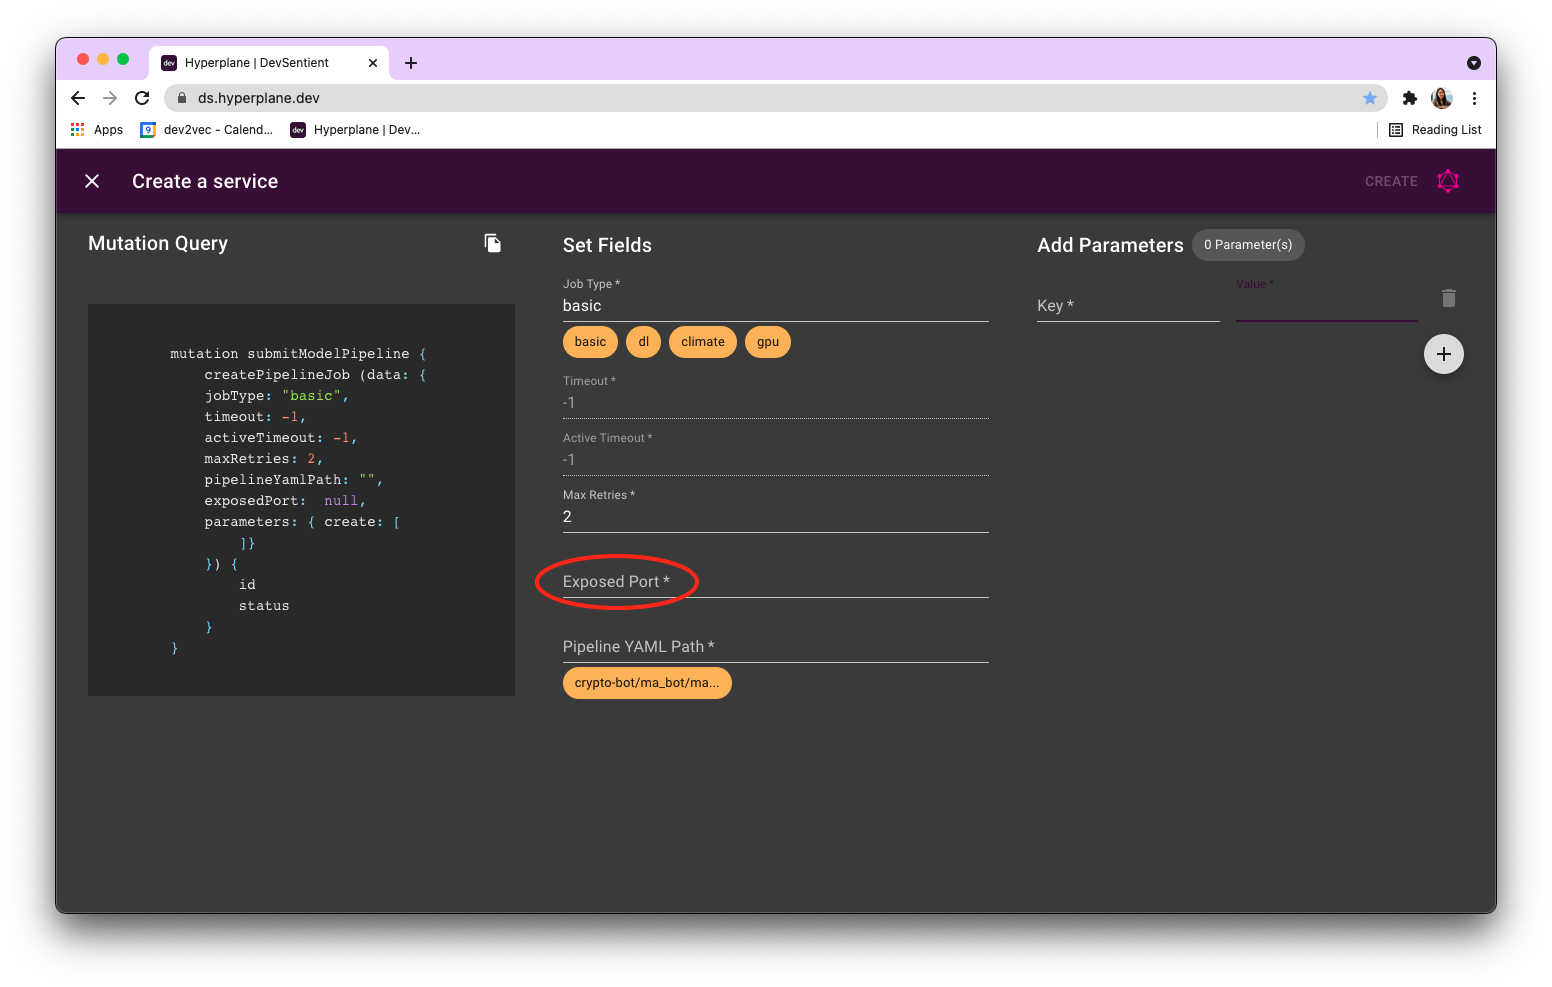 dev Hyperplane | DevSentient
ds.hyperplane.dev
Apps
9 dev2vec - Calend...
dev Hyperplane | Dev...
Reading List
Create a service
CREATE
Mutation Query
mutation submitModelPipeline {
createPipelineJob (data: {
jobType: "basic",
timeout: -1,
activeTimeout: -1,
maxRetries: 2,
pipelineYamlPath: "",
exposedPort: null,
parameters: { create: [
]}
}) {
id
status
}
}
Set Fields
Job Type *
basic
basic dl climate gpu
Timeout *
-1
Active Timeout *
-1
Max Retries *
2
Exposed Port *
Pipeline YAML Path *
crypto-bot/ma_bot/ma...
Add Parameters 0 Parameter(s)
Key *
Value *